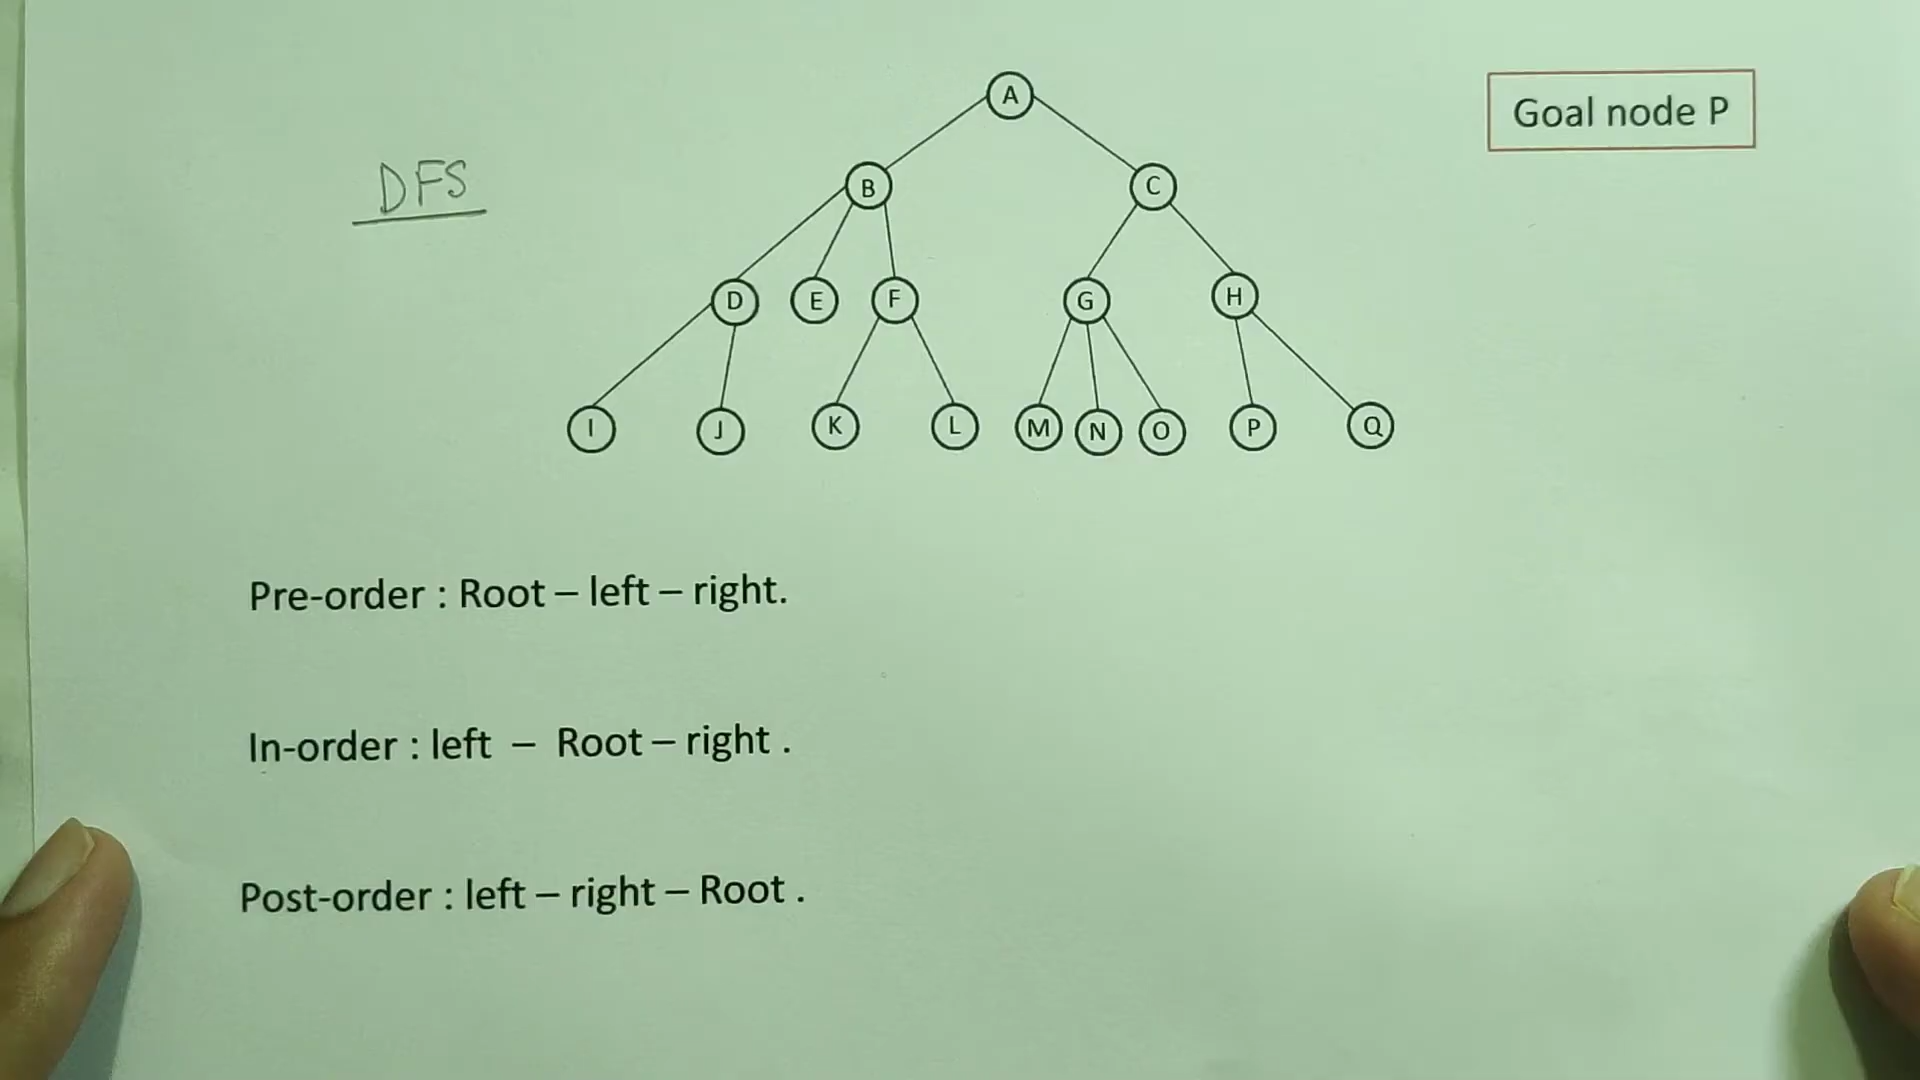 Goal node P
DFS
A
B C
D E F G H
I J K L M N O P Q
Pre-order : Root – left – right.
In-order : left – Root – right .
Post-order : left – right – Root .